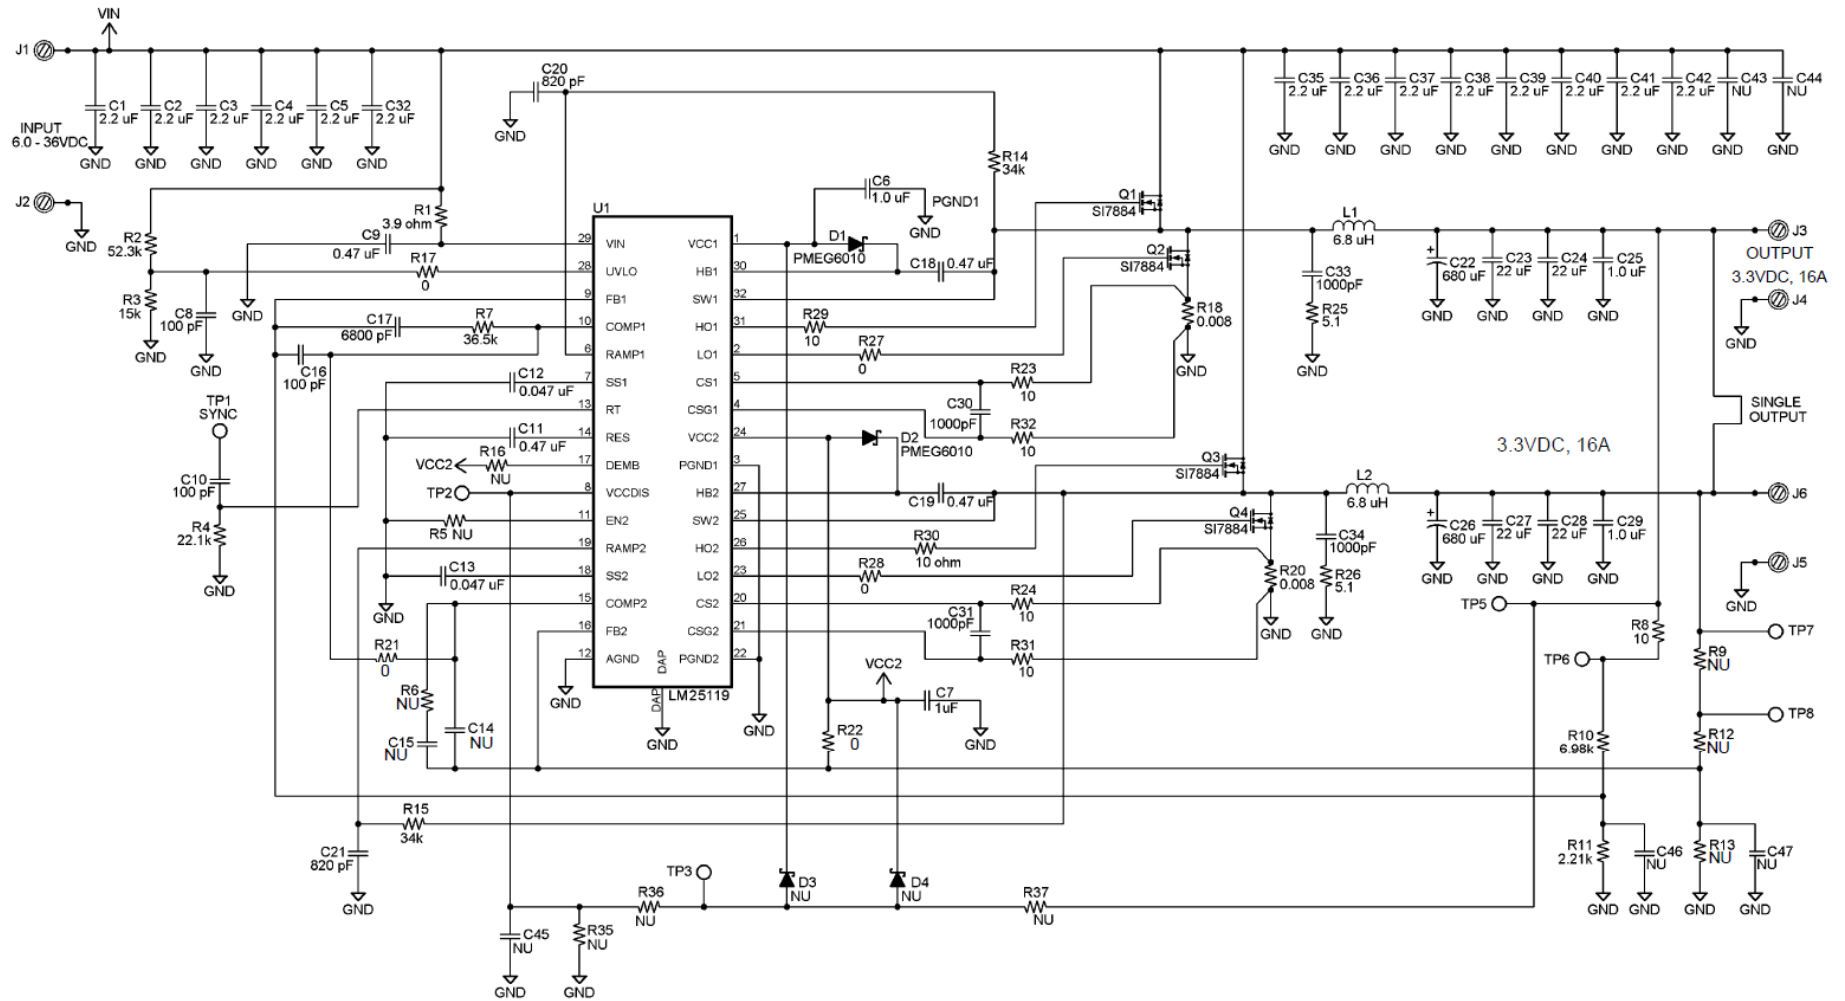 VIN
J1
INPUT
6.0 - 36VDC
C1
2.2 uF
GND
C2
2.2 uF
GND
C3
2.2 uF
GND
C4
2.2 uF
GND
C5
2.2 uF
GND
C32
2.2 uF
GND
C20
820 pF
GND
C35
2.2 uF
GND
C36
2.2 uF
GND
C37
2.2 uF
GND
C38
2.2 uF
GND
C39
2.2 uF
GND
C40
2.2 uF
GND
C41
2.2 uF
GND
C42
2.2 uF
GND
C43
NU
GND
C44
NU
GND
J2
GND
R1
3.9 ohm
R2
52.3k
C9
0.47 uF
GND
R17
0
R3
15k
GND
C8
100 pF
GND
C17
6800 pF
R7
36.5k
C16
100 pF
C12
0.047 uF
TP1
SYNC
C11
0.47 uF
VCC2
R16
NU
C10
100 pF
TP2
R4
22.1k
GND
R5 NU
C13
0.047 uF
GND
R21
0
R6
NU
C15
NU
C14
NU
GND
U1
29 VIN
28 UVLO
9 FB1
10 COMP1
6 RAMP1
7 SS1
13 RT
14 RES
17 DEMB
8 VCCDIS
11 EN2
19 RAMP2
18 SS2
15 COMP2
16 FB2
12 AGND
DAP
DAP
LM25119
GND
VCC1 1
HB1 30
SW1 32
HO1 31
LO1 2
CS1 5
CSG1 4
VCC2 24
PGND1 3
HB2 27
SW2 25
HO2 26
LO2 23
CS2 20
CSG2 21
PGND2 22
GND
C6
1.0 uF
PGND1
GND
D1
PMEG6010
C18
0.47 uF
R14
34k
R29
10
R27
0
R23
10
C30
1000pF
R32
10
D2
PMEG6010
C19
0.47 uF
R30
10 ohm
R28
0
R24
10
C31
1000pF
R31
10
VCC2
C7
1uF
GND
R22
0
Q1
SI7884
Q2
SI7884
R18
0.008
GND
L1
6.8 uH
C33
1000pF
R25
5.1
GND
C22
680 uF
GND
C23
22 uF
GND
C24
22 uF
GND
C25
1.0 uF
GND
J3
OUTPUT
3.3VDC, 16A
J4
GND
SINGLE
OUTPUT
3.3VDC, 16A
Q3
SI7884
Q4
SI7884
L2
6.8 uH
C34
1000pF
R20
0.008
GND
R26
5.1
GND
C26
680 uF
GND
C27
22 uF
GND
C28
22 uF
GND
C29
1.0 uF
GND
J6
J5
GND
TP5
R8
10
TP6
R9
NU
TP7
TP8
R10
6.98k
R12
NU
R11
2.21k
GND
C46
NU
GND
R13
NU
GND
C47
NU
GND
R15
34k
C21
820 pF
GND
TP3
R36
NU
D3
NU
D4
NU
R37
NU
C45
NU
GND
R35
NU
GND